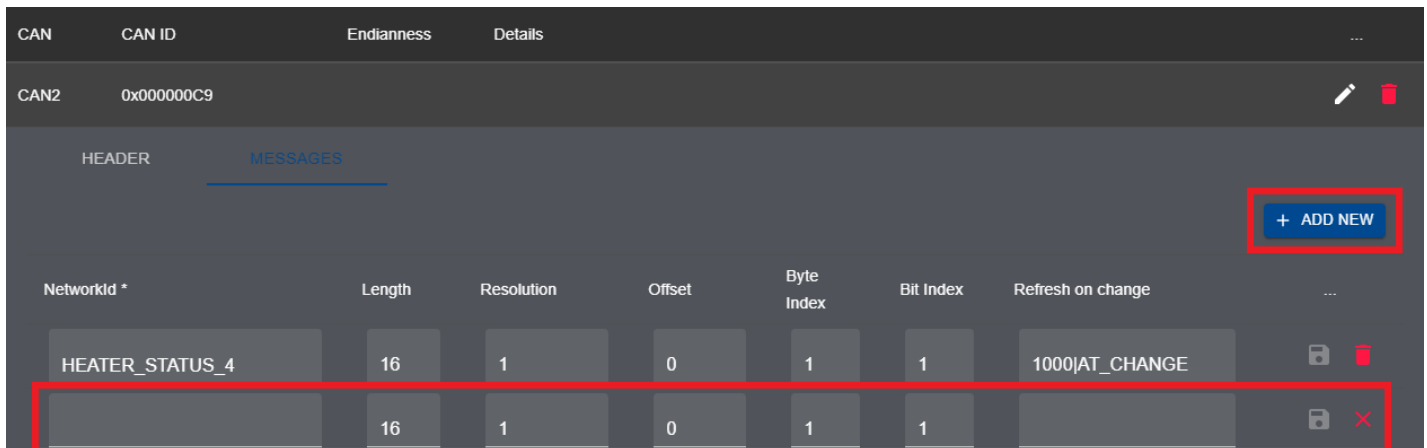 CAN CAN ID Endianness Details ...
CAN2 0x000000C9
HEADER MESSAGES
+ ADD NEW
NetworkId * Length Resolution Offset Byte Index Bit Index Refresh on change ...
HEATER_STATUS_4 16 1 0 1 1 1000|AT_CHANGE
16 1 0 1 1